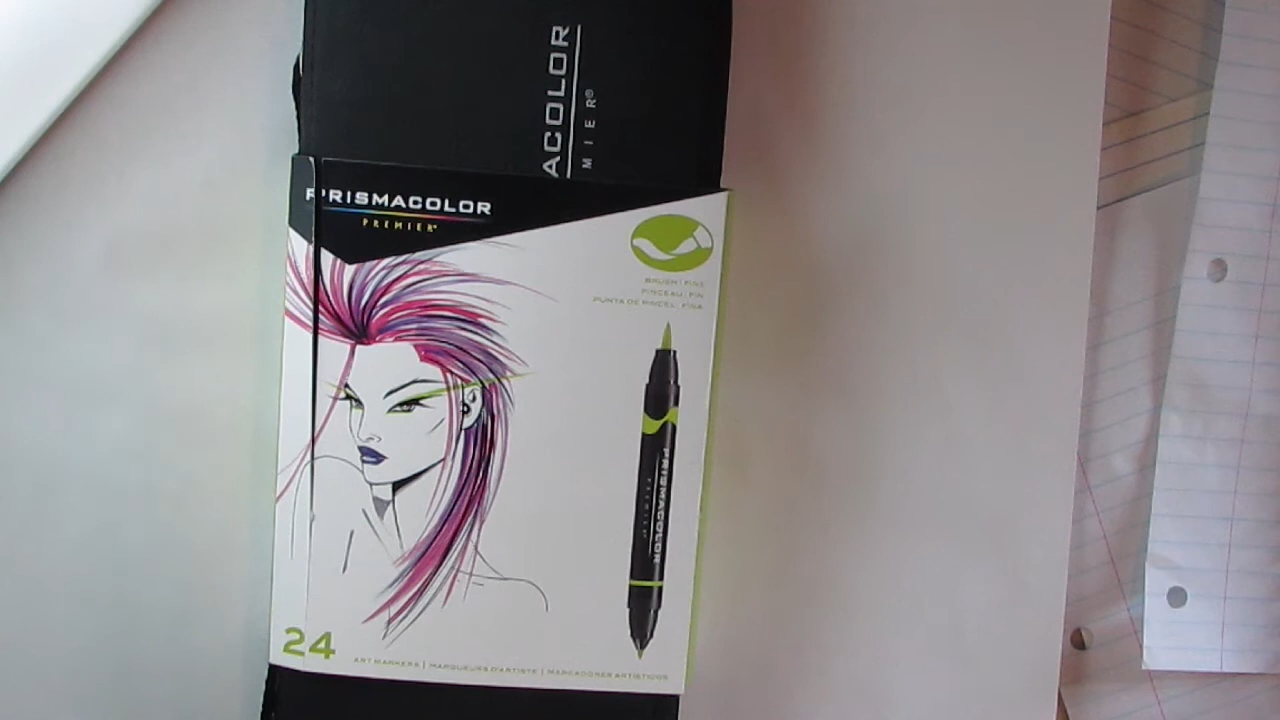 ACOLOR
MIER®
PRISMACOLOR
PREMIER®
BRUSH | FINE
PINCEAU | FIN
PUNTA DE PINCEL | FINA
PRISMACOLOR
PREMIER
24
ART MARKERS | MARQUEURS D'ARTISTE | MARCADORES ARTÍSTICOS